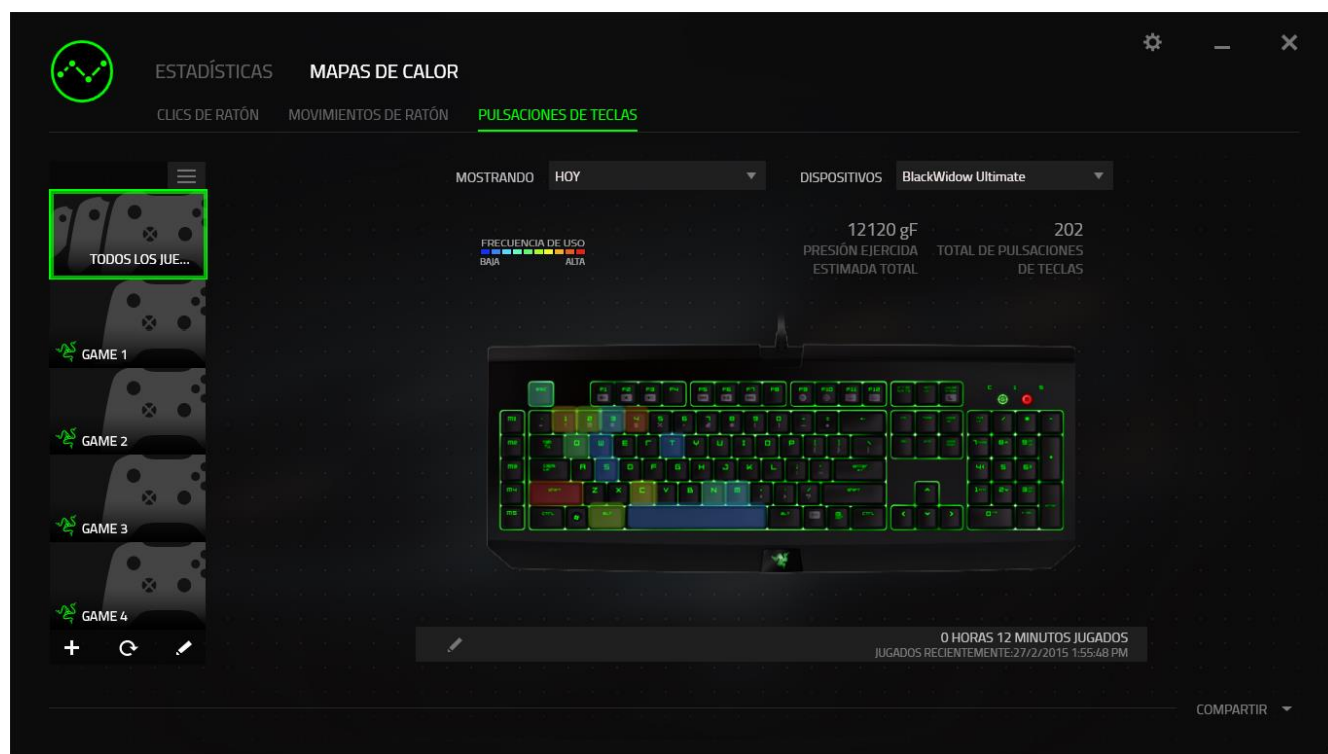 ESTADÍSTICAS MAPAS DE CALOR
CLICS DE RATÓN MOVIMIENTOS DE RATÓN PULSACIONES DE TECLAS
MOSTRANDO HOY DISPOSITIVOS BlackWidow Ultimate
TODOS LOS JUE...
GAME 1
GAME 2
GAME 3
GAME 4
FRECUENCIA DE USO
BAJA ALTA
12120 gF
PRESIÓN EJERCIDA
ESTIMADA TOTAL
202
TOTAL DE PULSACIONES
DE TECLAS
0 HORAS 12 MINUTOS JUGADOS
JUGADOS RECIENTEMENTE:27/2/2015 1:55:48 PM
COMPARTIR